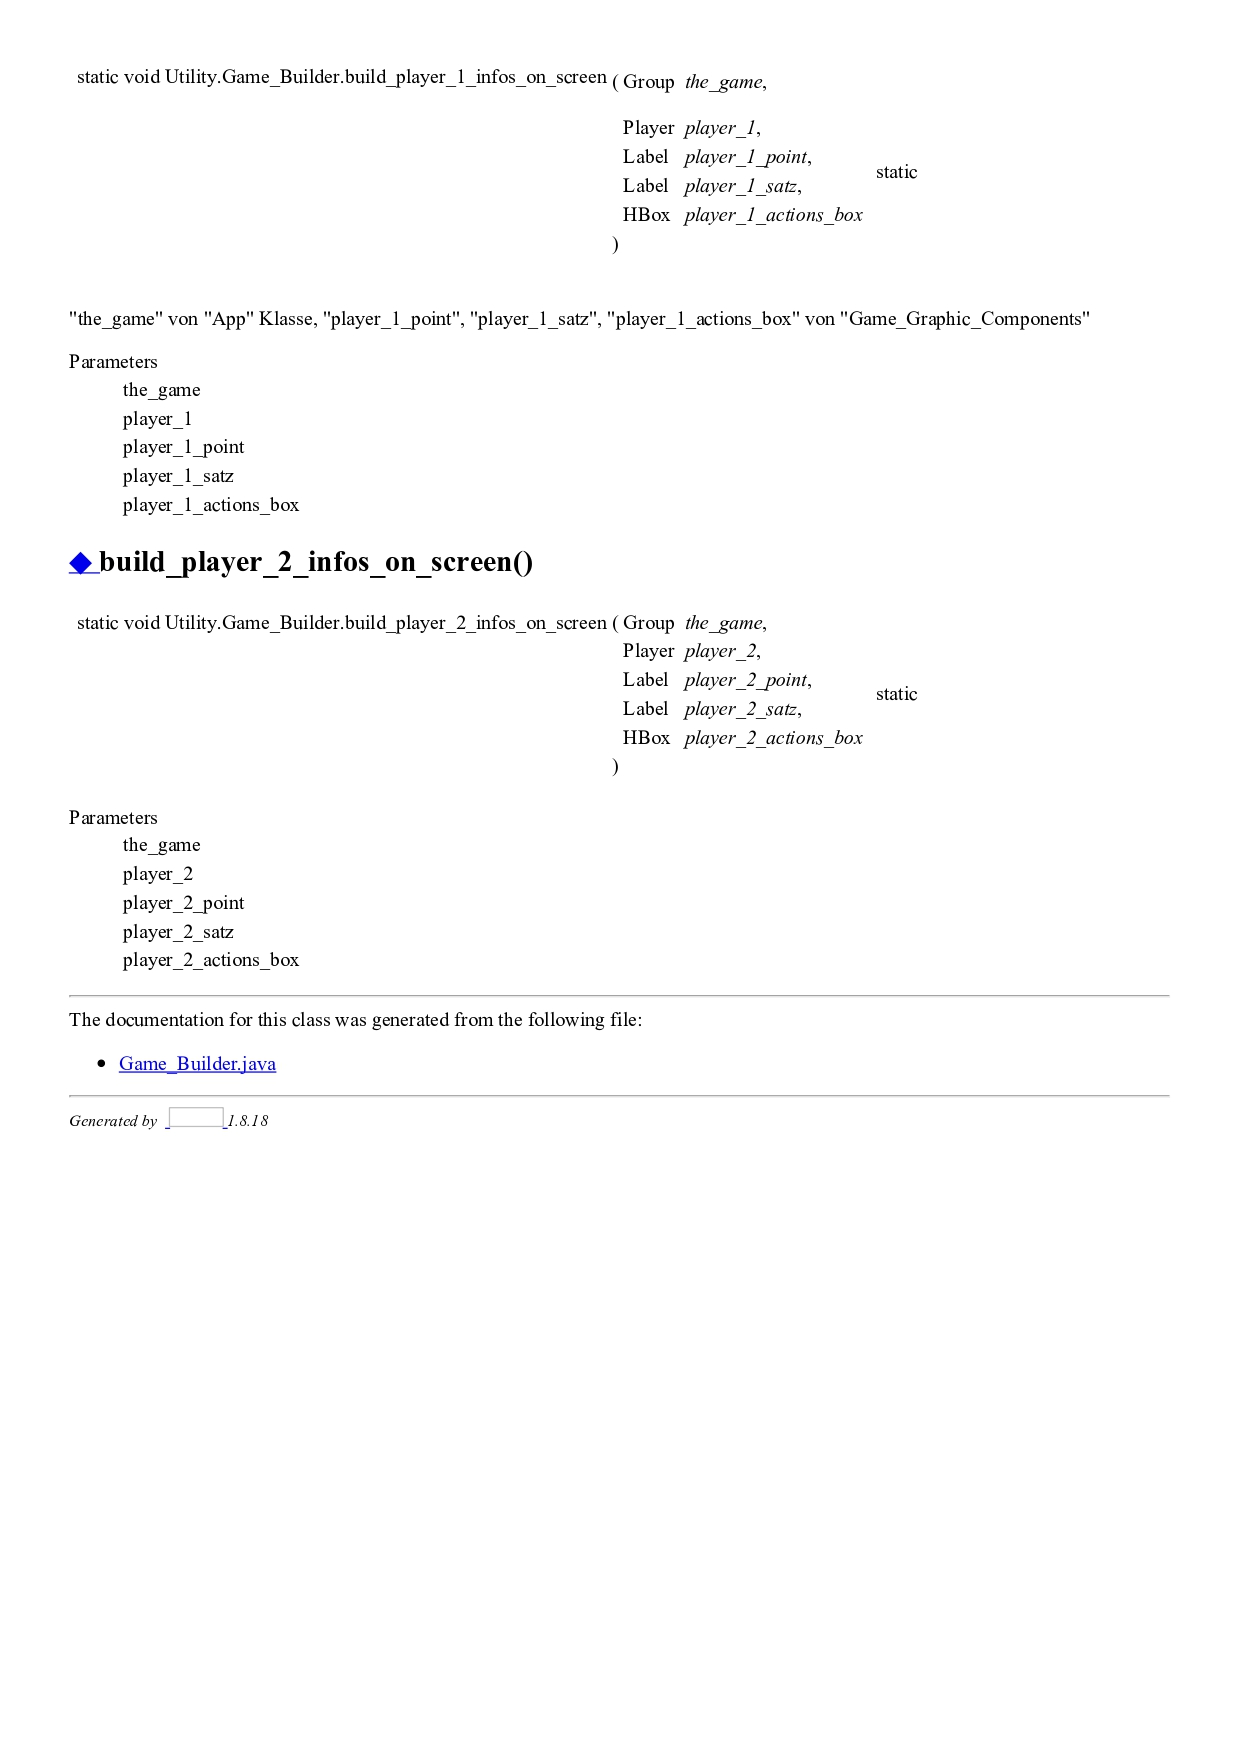 static void Utility.Game_Builder.build_player_1_infos_on_screen ( Group the_game,
Player player_1,
Label player_1_point,
static
Label player_1_satz,
HBox player_1_actions_box
)
"the_game" von "App" Klasse, "player_1_point", "player_1_satz", "player_1_actions_box" von "Game_Graphic_Components"
Parameters
the_game
player_1
player_1_point
player_1_satz
player_1_actions_box
◆ build_player_2_infos_on_screen()
static void Utility.Game_Builder.build_player_2_infos_on_screen ( Group the_game,
Player player_2,
Label player_2_point,
static
Label player_2_satz,
HBox player_2_actions_box
)
Parameters
the_game
player_2
player_2_point
player_2_satz
player_2_actions_box
The documentation for this class was generated from the following file:
• Game_Builder.java
Generated by 1.8.18